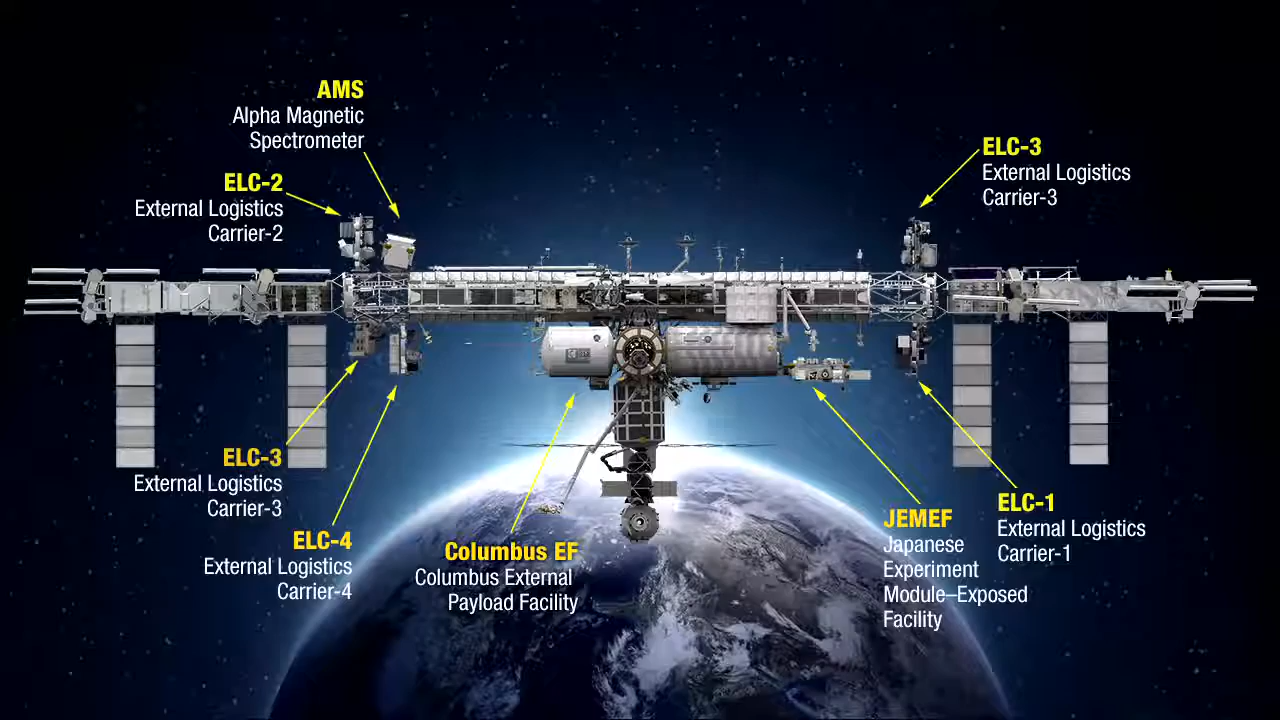 AMS
Alpha Magnetic
Spectrometer
ELC-2
External Logistics
Carrier-2
ELC-3
External Logistics
Carrier-3
ELC-3
External Logistics
Carrier-3
ELC-4
External Logistics
Carrier-4
Columbus EF
Columbus External
Payload Facility
JEMEF
Japanese
Experiment
Module–Exposed
Facility
ELC-1
External Logistics
Carrier-1